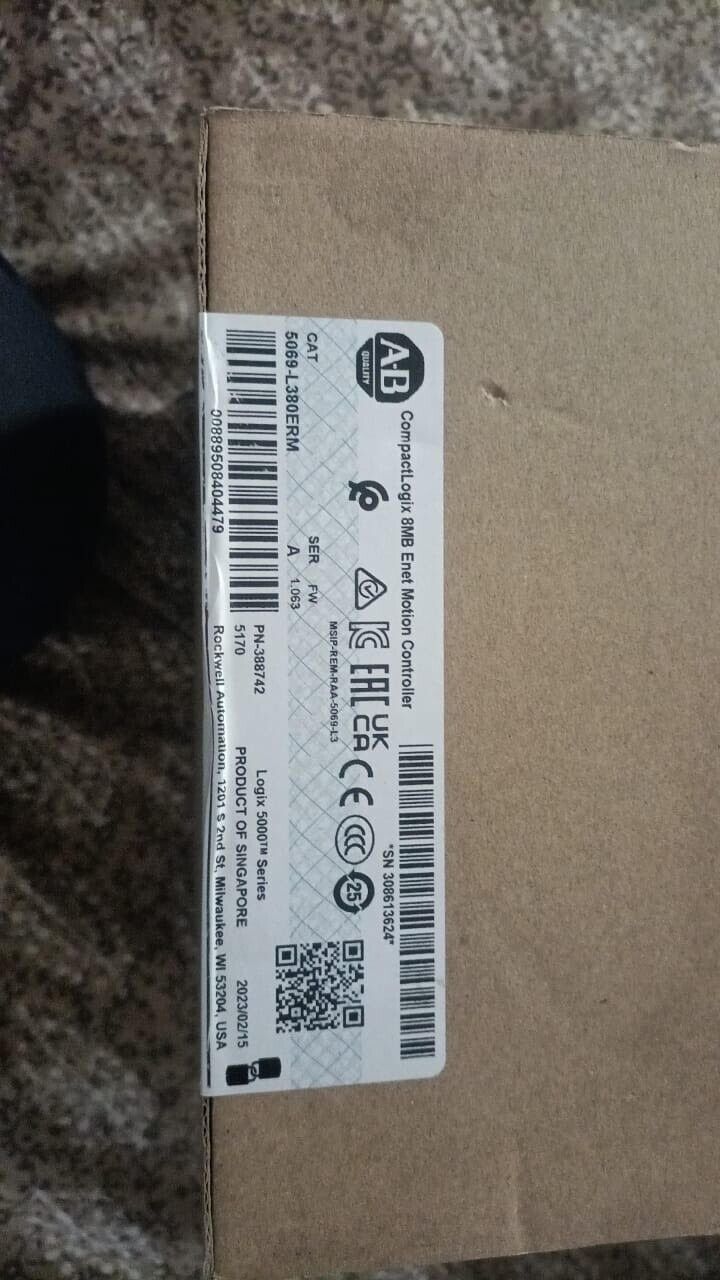 A-B
QUALITY
CompactLogix 8MB Enet Motion Controller
*SN 308613624*
UK
CA
EAC
CE
CCC
25
MSIP-REM-RAA-5069-L3
CAT
5069-L380ERM
SER
A
FW
1.063
PN-388742
5170
Logix 5000™ Series
PRODUCT OF SINGAPORE
2023/02/15
00889508404479
Rockwell Automation, 1201 S 2nd St, Milwaukee, WI 53204, USA